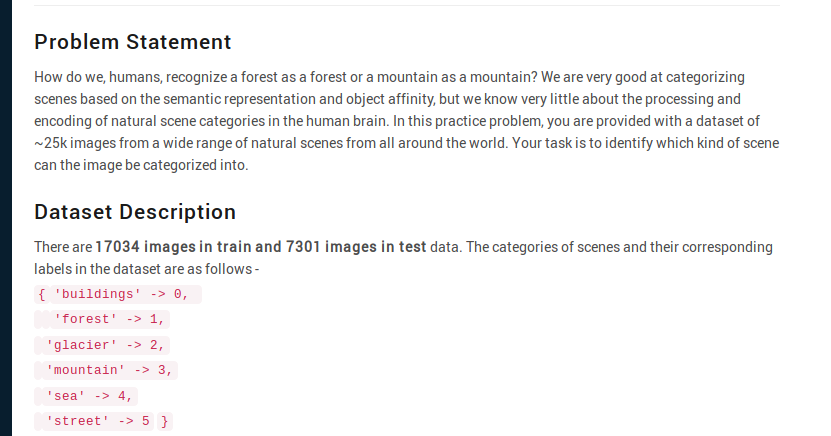 Problem Statement
How do we, humans, recognize a forest as a forest or a mountain as a mountain? We are very good at categorizing
scenes based on the semantic representation and object affinity, but we know very little about the processing and
encoding of natural scene categories in the human brain. In this practice problem, you are provided with a dataset of
~25k images from a wide range of natural scenes from all around the world. Your task is to identify which kind of scene
can the image be categorized into.
Dataset Description
There are 17034 images in train and 7301 images in test data. The categories of scenes and their corresponding
labels in the dataset are as follows -
{ 'buildings' -> 0,
'forest' -> 1,
'glacier' -> 2,
'mountain' -> 3,
'sea' -> 4,
'street' -> 5 }